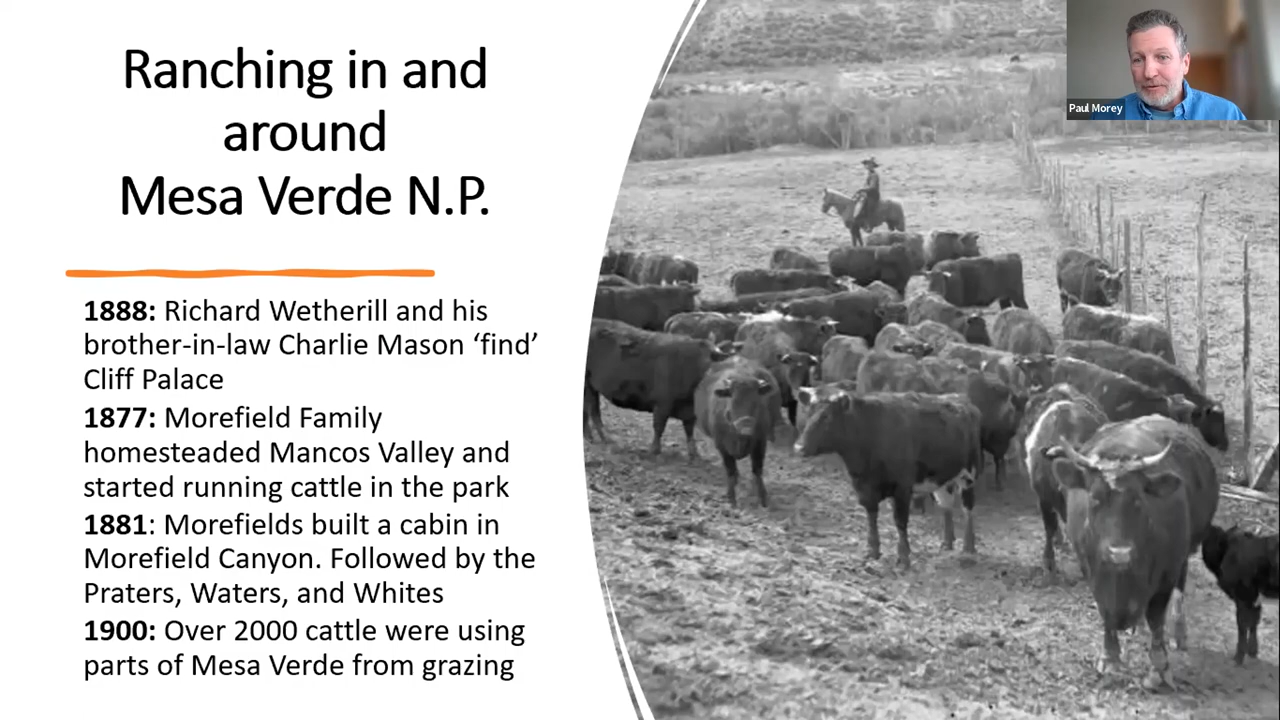 Ranching in and
around
Mesa Verde N.P.
1888: Richard Wetherill and his
brother-in-law Charlie Mason ‘find’
Cliff Palace
1877: Morefield Family
homesteaded Mancos Valley and
started running cattle in the park
1881: Morefields built a cabin in
Morefield Canyon. Followed by the
Praters, Waters, and Whites
1900: Over 2000 cattle were using
parts of Mesa Verde from grazing
Paul Morey